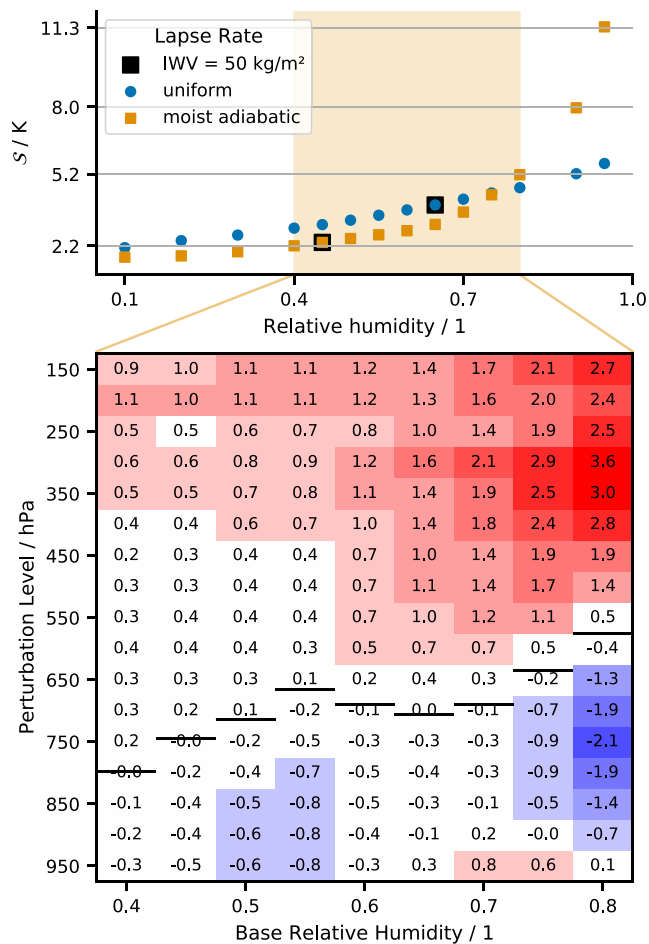 11.3
8.0
5.2
2.2
S / K
Lapse Rate
IWV = 50 kg/m²
uniform
moist adiabatic
0.1 0.4 0.7 1.0
Relative humidity / 1
Perturbation Level / hPa
150 0.9 1.0 1.1 1.1 1.2 1.4 1.7 2.1 2.7
1.1 1.0 1.1 1.1 1.2 1.3 1.6 2.0 2.4
250 0.5 0.5 0.6 0.7 0.8 1.0 1.4 1.9 2.5
0.6 0.6 0.8 0.9 1.2 1.6 2.1 2.9 3.6
350 0.5 0.5 0.7 0.8 1.1 1.4 1.9 2.5 3.0
0.4 0.4 0.6 0.7 1.0 1.4 1.8 2.4 2.8
450 0.2 0.3 0.4 0.4 0.7 1.0 1.4 1.9 1.9
0.3 0.3 0.4 0.4 0.7 1.1 1.4 1.7 1.4
550 0.3 0.4 0.4 0.4 0.7 1.0 1.2 1.1 0.5
0.4 0.4 0.4 0.3 0.5 0.7 0.7 0.5 -0.4
650 0.3 0.3 0.3 0.1 0.2 0.4 0.3 -0.2 -1.3
0.3 0.2 0.1 -0.2 -0.1 0.0 -0.1 -0.7 -1.9
750 0.2 -0.0 -0.2 -0.5 -0.3 -0.3 -0.3 -0.9 -2.1
-0.0 -0.2 -0.4 -0.7 -0.5 -0.4 -0.3 -0.9 -1.9
850 -0.1 -0.4 -0.5 -0.8 -0.5 -0.3 -0.1 -0.5 -1.4
-0.2 -0.4 -0.6 -0.8 -0.4 -0.1 0.2 -0.0 -0.7
950 -0.3 -0.5 -0.6 -0.8 -0.3 0.3 0.8 0.6 0.1
0.4 0.5 0.6 0.7 0.8
Base Relative Humidity / 1